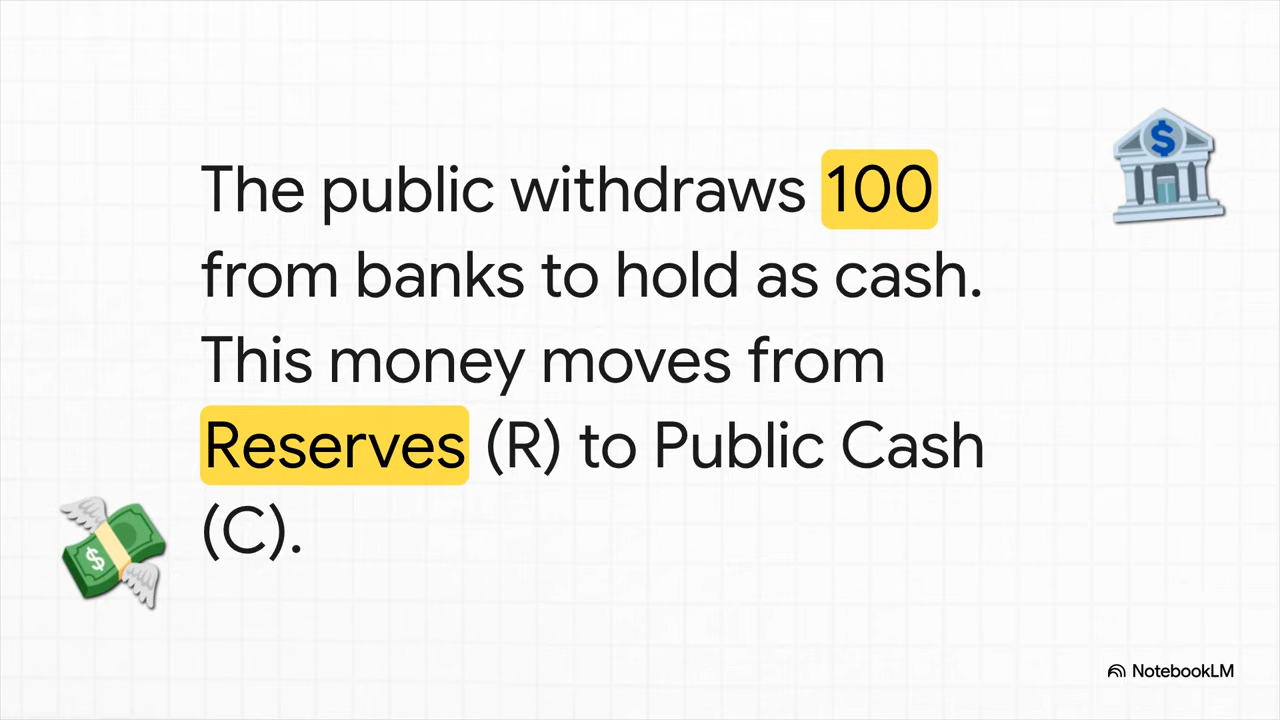 The public withdraws 100
from banks to hold as cash.
This money moves from
Reserves (R) to Public Cash
(C).
$
$
NotebookLM